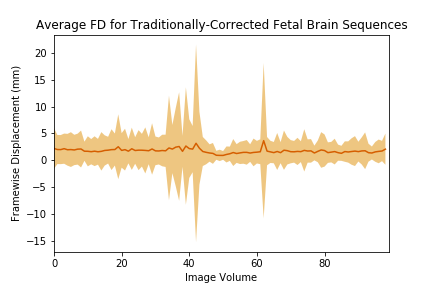 Average FD for Traditionally-Corrected Fetal Brain Sequences
Framewise Displacement (mm)
20
15
10
5
0
−5
−10
−15
0 20 40 60 80
Image Volume